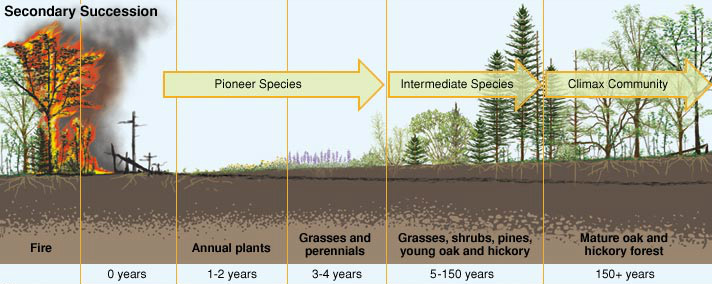 Secondary Succession
Pioneer Species
Intermediate Species
Climax Community
Fire
Annual plants
Grasses and
perennials
Grasses, shrubs, pines,
young oak and hickory
Mature oak and
hickory forest
0 years
1-2 years
3-4 years
5-150 years
150+ years